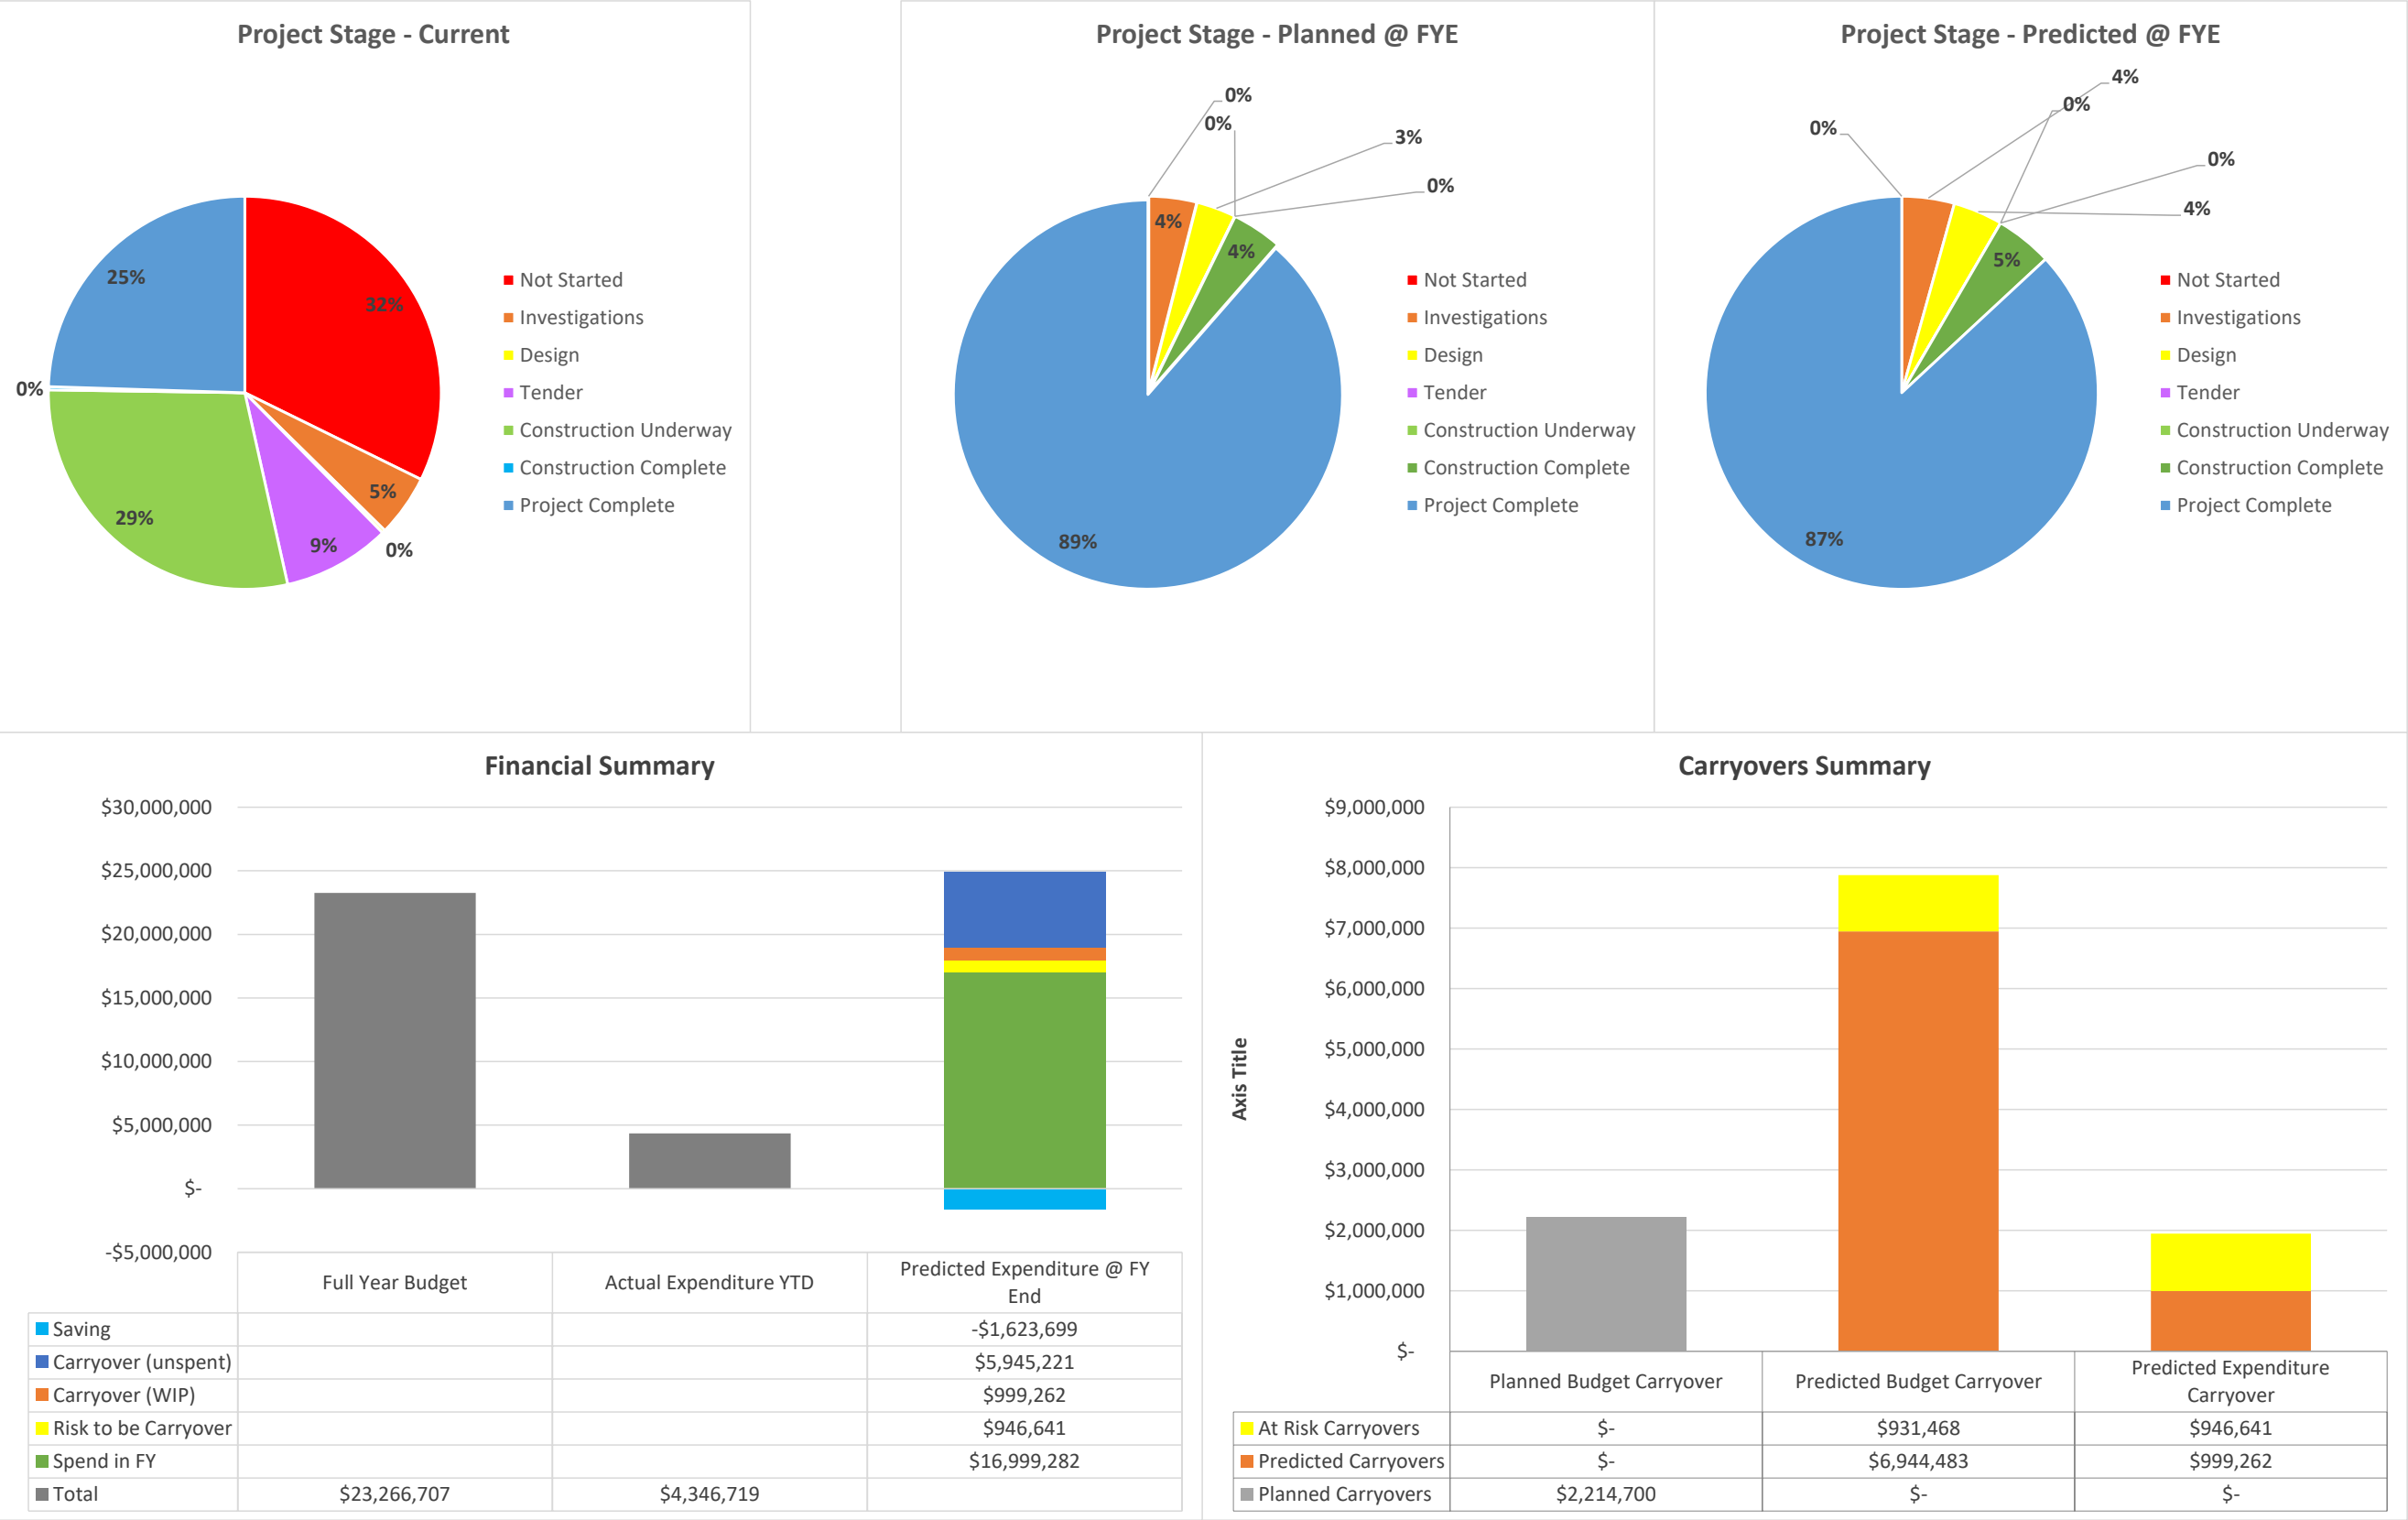 Project Stage - Current
25%
32%
0%
5%
29%
9%
0%
Not Started
Investigations
Design
Tender
Construction Underway
Construction Complete
Project Complete
Project Stage - Planned @ FYE
0%
0%
3%
0%
4%
4%
89%
Not Started
Investigations
Design
Tender
Construction Underway
Construction Complete
Project Complete
Project Stage - Predicted @ FYE
4%
0%
0%
0%
4%
5%
87%
Not Started
Investigations
Design
Tender
Construction Underway
Construction Complete
Project Complete
Financial Summary
$30,000,000
$25,000,000
$20,000,000
$15,000,000
$10,000,000
$5,000,000
$-
-$5,000,000
Full Year Budget
Actual Expenditure YTD
Predicted Expenditure @ FY
End
Saving -$1,623,699
Carryover (unspent) $5,945,221
Carryover (WIP) $999,262
Risk to be Carryover $946,641
Spend in FY $16,999,282
Total $23,266,707 $4,346,719
Carryovers Summary
$9,000,000
$8,000,000
$7,000,000
$6,000,000
$5,000,000
$4,000,000
$3,000,000
$2,000,000
$1,000,000
$-
Axis Title
Planned Budget Carryover
Predicted Budget Carryover
Predicted Expenditure
Carryover
At Risk Carryovers $- $931,468 $946,641
Predicted Carryovers $- $6,944,483 $999,262
Planned Carryovers $2,214,700 $- $-